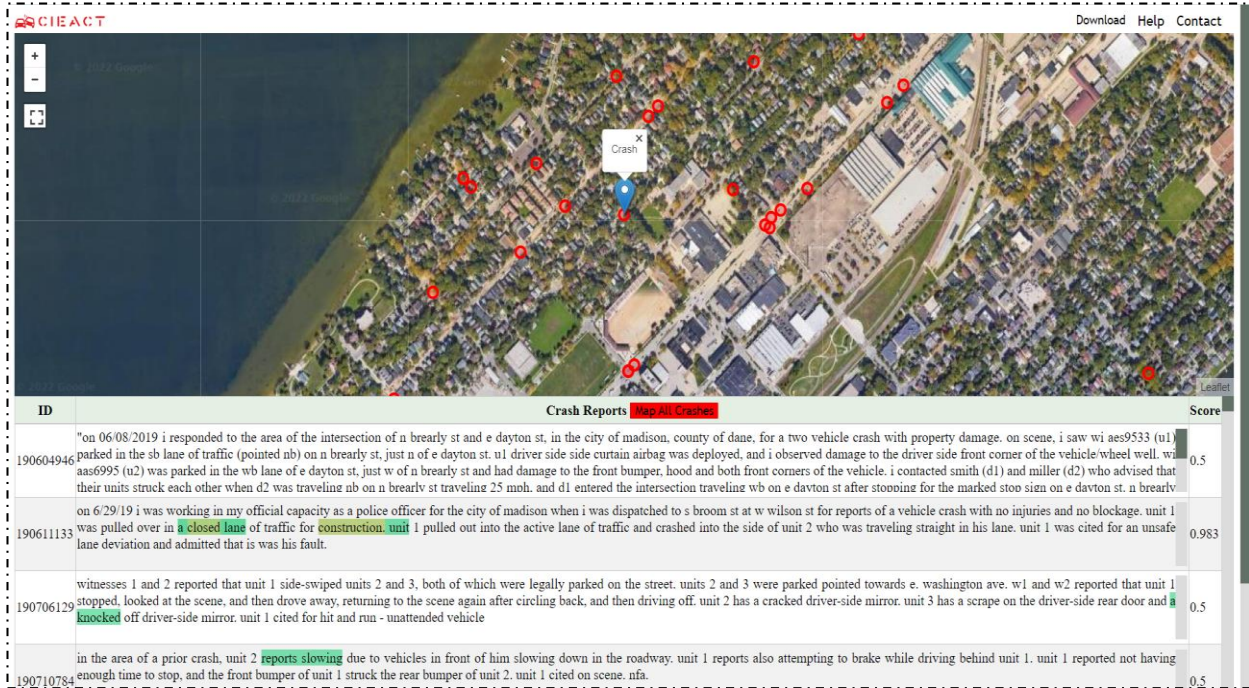 CIEACT
Download Help Contact
+
−
© 2022 Google
© 2022 Google
© 2022 Google
×
Crash
Leaflet
ID Crash Reports Map All Crashes Score
190604946
"on 06/08/2019 i responded to the area of the intersection of n brearly st and e dayton st, in the city of madison, county of dane, for a two vehicle crash with property damage. on scene, i saw wi aes9533 (u1)
parked in the sb lane of traffic (pointed nb) on n brearly st, just n of e dayton st. u1 driver side side curtain airbag was deployed, and i observed damage to the driver side front corner of the vehicle/wheel well. wi
aas6995 (u2) was parked in the wb lane of e dayton st, just w of n brearly st and had damage to the front bumper, hood and both front corners of the vehicle. i contacted smith (d1) and miller (d2) who advised that
their units struck each other when d2 was traveling nb on n brearly st traveling 25 mph. and d1 entered the intersection traveling wb on e dayton st after stopping for the marked stop sign on e dayton st. n brearly
0.5
190611133
on 6/29/19 i was working in my official capacity as a police officer for the city of madison when i was dispatched to s broom st at w wilson st for reports of a vehicle crash with no injuries and no blockage. unit 1
was pulled over in a closed lane of traffic for construction. unit 1 pulled out into the active lane of traffic and crashed into the side of unit 2 who was traveling straight in his lane. unit 1 was cited for an unsafe
lane deviation and admitted that is was his fault.
0.983
190706129
witnesses 1 and 2 reported that unit 1 side-swiped units 2 and 3, both of which were legally parked on the street. units 2 and 3 were parked pointed towards e. washington ave. w1 and w2 reported that unit 1
stopped, looked at the scene, and then drove away, returning to the scene again after circling back, and then driving off. unit 2 has a cracked driver-side mirror. unit 3 has a scrape on the driver-side rear door and a
knocked off driver-side mirror. unit 1 cited for hit and run - unattended vehicle
0.5
190710784
in the area of a prior crash, unit 2 reports slowing due to vehicles in front of him slowing down in the roadway. unit 1 reports also attempting to brake while driving behind unit 1. unit 1 reported not having
enough time to stop, and the front bumper of unit 1 struck the rear bumper of unit 2. unit 1 cited on scene. nfa.
0.5